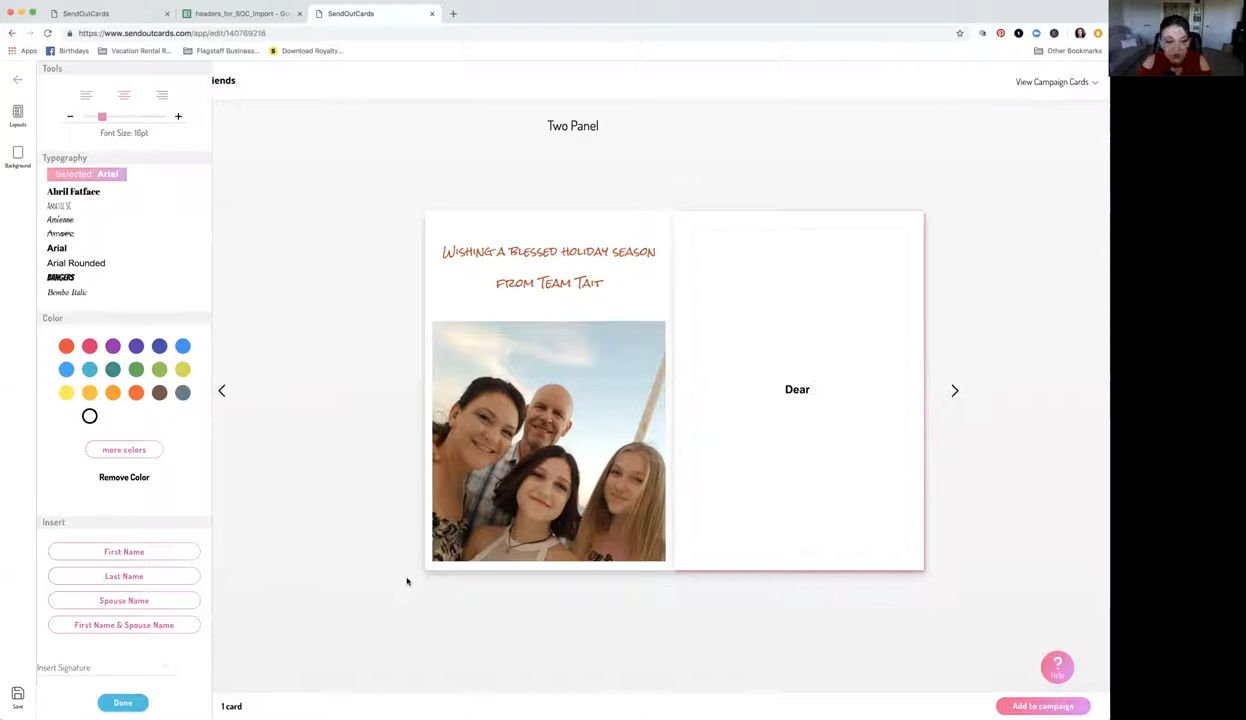 SendOutCards
headers_for_SOC_Import - Go
SendOutCards
https://www.sendoutcards.com/app/edit/140769216
Apps
Birthdays
Vacation Rental R...
Flagstaff Business...
Download Royalty...
Other Bookmarks
Tools
iends
View Campaign Cards
Layouts
Font Size: 16pt
Two Panel
Background
Typography
Selected: Arial
Abril Fatface
Amatic SC
Arienne
Arial
Arial Rounded
BANGERS
Bembo Italic
Wishing a blessed holiday season
from Team Tait
Color
Dear
more colors
Remove Color
Insert
First Name
Last Name
Spouse Name
First Name & Spouse Name
Insert Signature
?
Help
Save
Done
1 card
Add to campaign